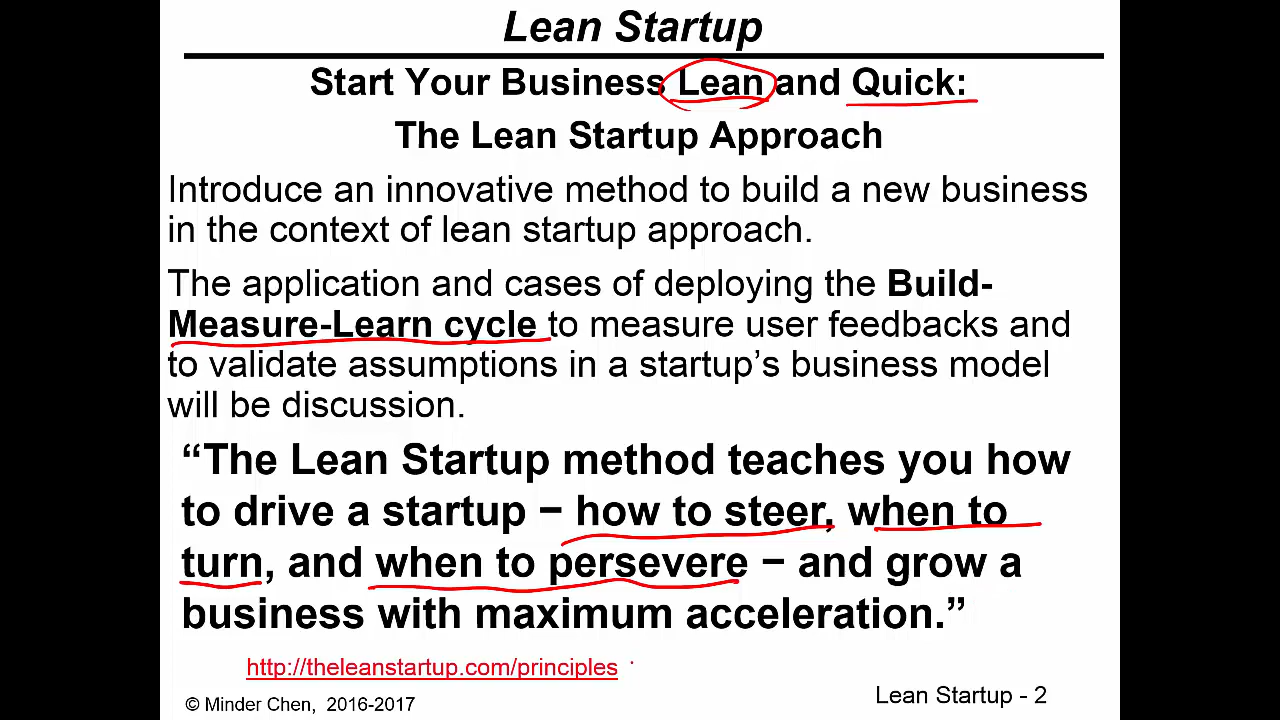 Lean Startup
Start Your Business Lean and Quick:
The Lean Startup Approach
Introduce an innovative method to build a new business
in the context of lean startup approach.
The application and cases of deploying the Build-
Measure-Learn cycle to measure user feedbacks and
to validate assumptions in a startup’s business model
will be discussion.
“The Lean Startup method teaches you how
to drive a startup – how to steer, when to
turn, and when to persevere – and grow a
business with maximum acceleration.”
http://theleanstartup.com/principles
© Minder Chen, 2016-2017
Lean Startup - 2